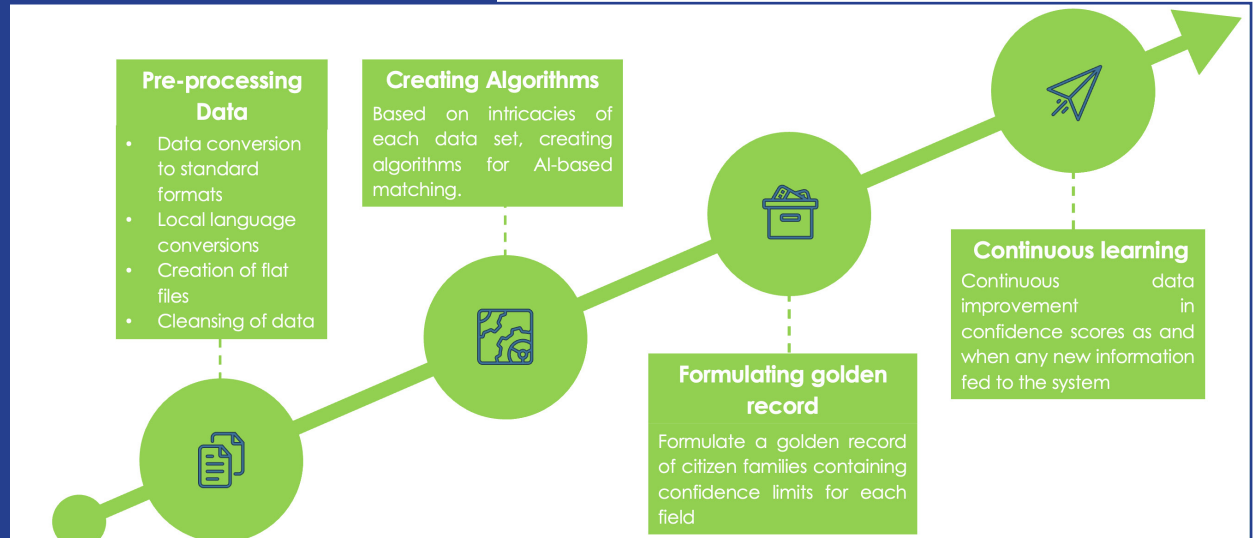 Pre-processing
Data
• Data conversion
to standard
formats
• Local language
conversions
• Creation of flat
files
• Cleansing of data
Creating Algorithms
Based on intricacies of
each data set, creating
algorithms for AI-based
matching.
Formulating golden
record
Formulate a golden record
of citizen families containing
confidence limits for each
field
Continuous learning
Continuous data
improvement in
confidence scores as and
when any new information
fed to the system